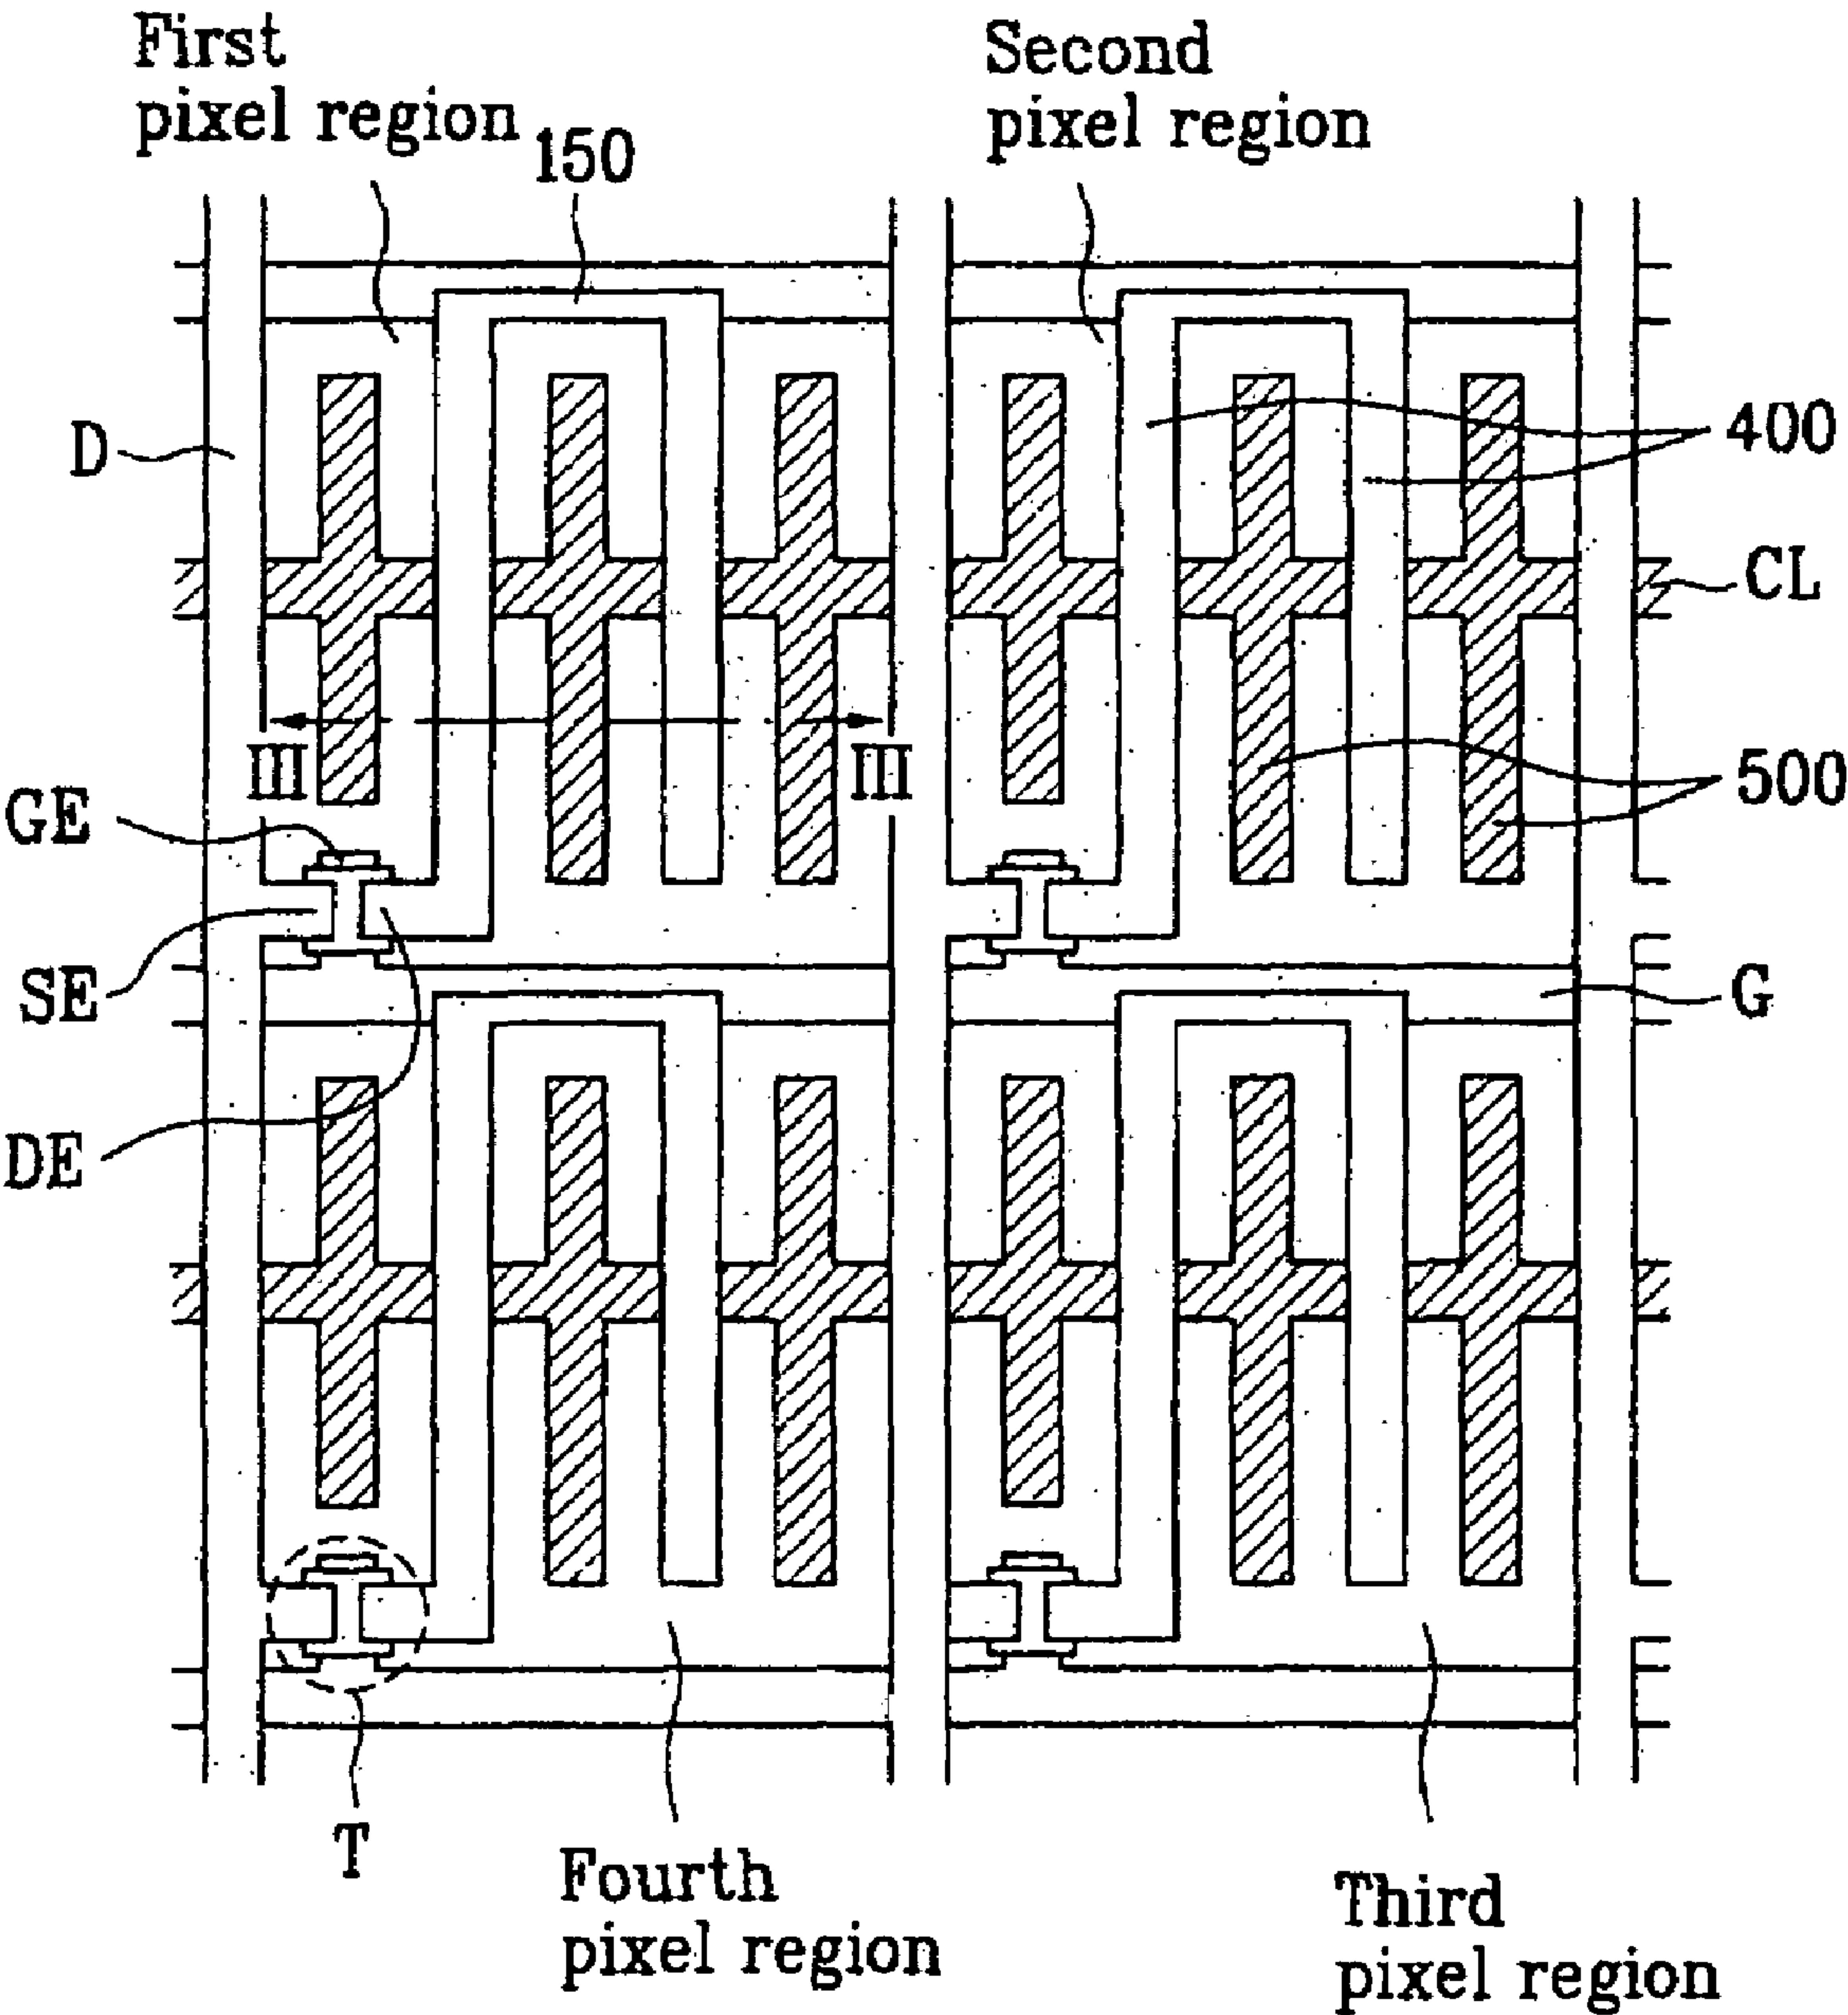 First
pixel region
150
Second
pixel region
D
400
CL
III
III
500
GE
SE
G
DE
T
Fourth
pixel region
Third
pixel region